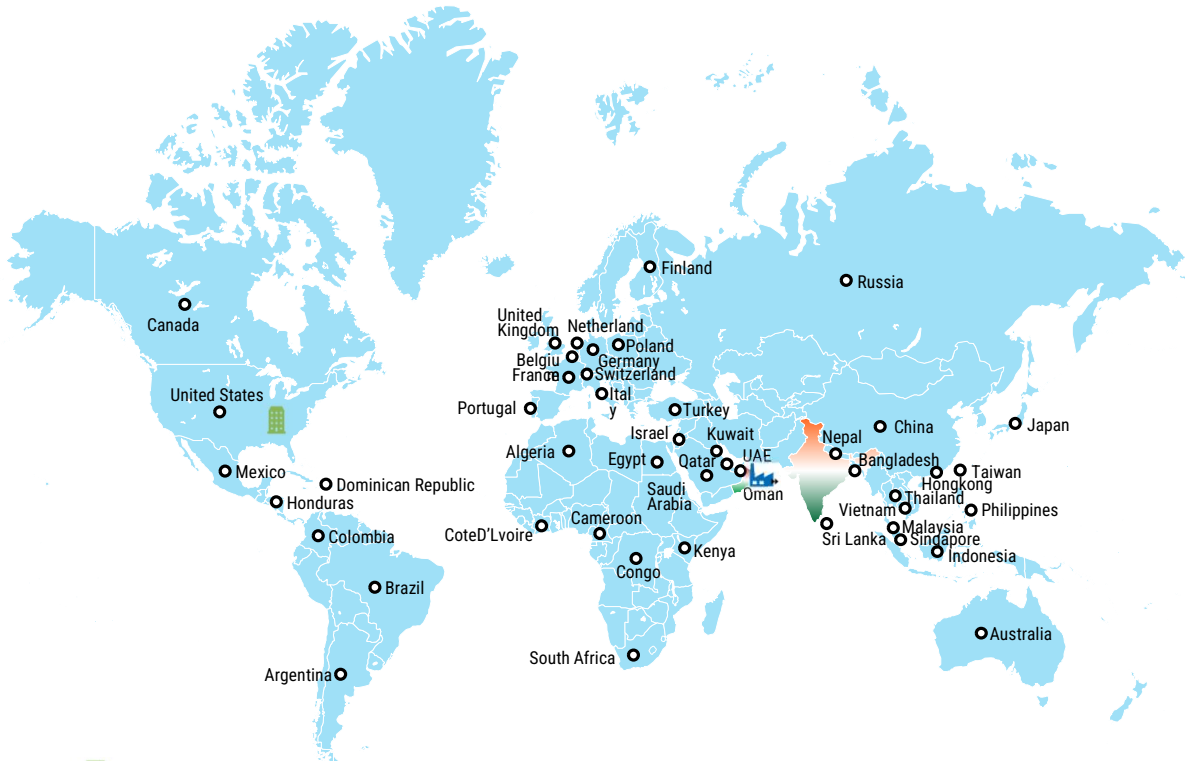 Finland
Russia
Canada
United
Kingdom
Netherland
Poland
Belgiu
m
Germany
France
Switzerland
United States
Ital
y
Portugal
Turkey
Israel
Kuwait
Nepal
China
Japan
Algeria
Egypt
Qatar
UAE
Bangladesh
Mexico
Dominican Republic
Saudi
Arabia
Oman
Taiwan
Hongkong
Honduras
Thailand
Vietnam
Philippines
Colombia
CoteD'Lvoire
Cameroon
Malaysia
Sri Lanka
Singapore
Kenya
Indonesia
Congo
Brazil
Australia
South Africa
Argentina